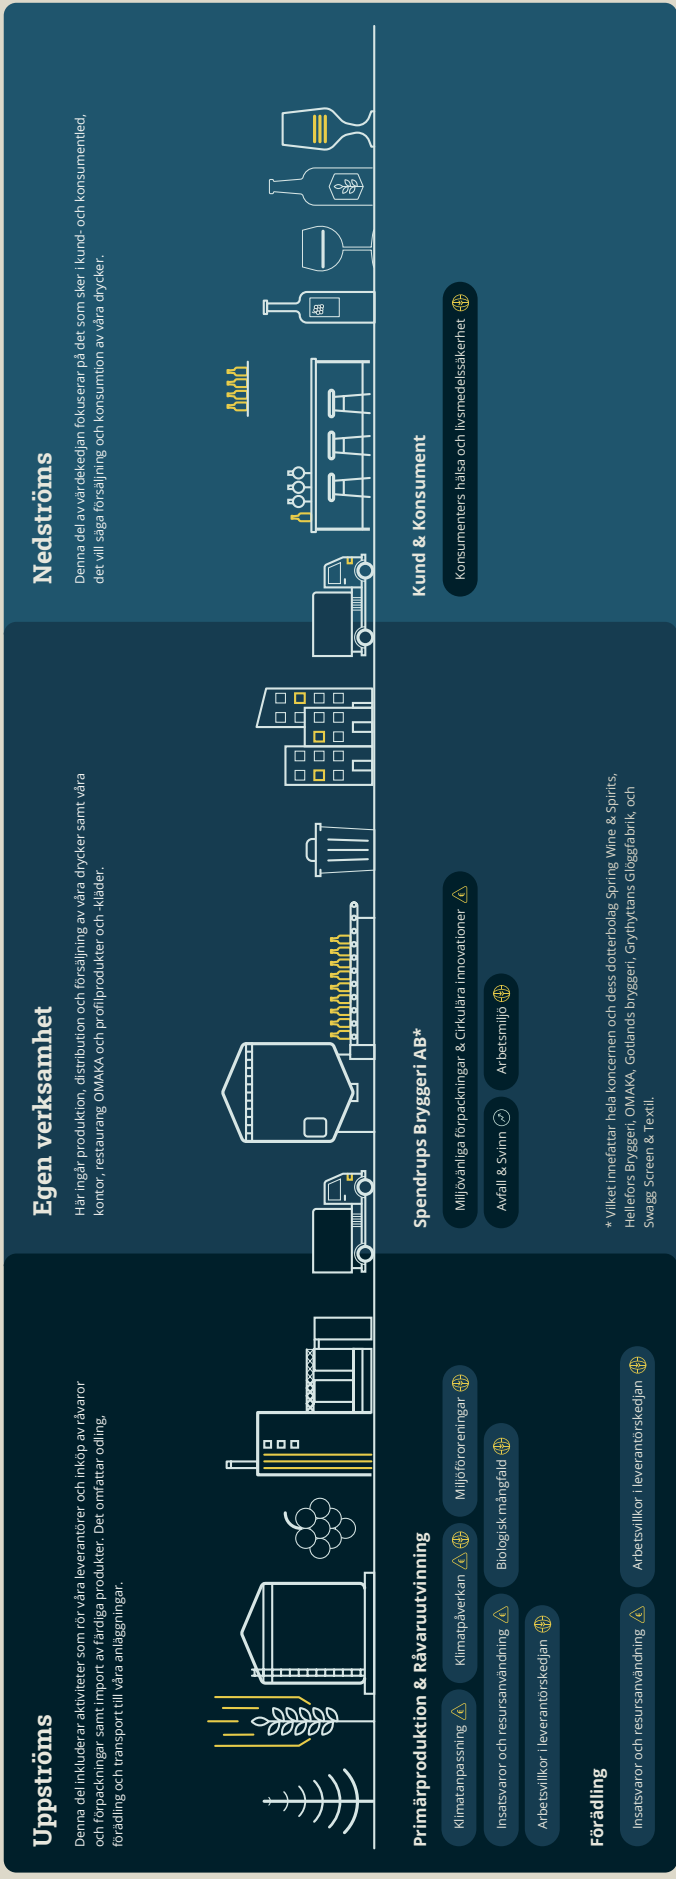 Uppströms
Denna del inkluderar aktiviteter som rör våra leverantörer och inköp av råvaror
och förpackningar samt import av färdiga produkter. Det omfattar odling,
förädling och transport till våra anläggningar.
Primärproduktion & Råvaruutvinning
Klimatanpassning
Klimatpåverkan
Miljöföroreningar
Insatsvaror och resursanvändning
Biologisk mångfald
Arbetsvillkor i leverantörskedjan
Förädling
Insatsvaror och resursanvändning
Arbetsvillkor i leverantörskedjan
Egen verksamhet
Här ingår produktion, distribution och försäljning av våra drycker samt våra
kontor, restaurang OMAKA och profilprodukter och -kläder.
Spendrups Bryggeri AB*
Miljövänliga förpackningar & Cirkulära innovationer
Avfall & Svinn
Arbetsmiljö
* Vilket innefattar hela koncernen och dess dotterbolag Spring Wine & Spirits,
Hellefors Bryggeri, OMAKA, Gotlands bryggeri, Grythyttans Glöggfabrik, och
Swagg Screen & Textil.
Nedströms
Denna del av värdekedjan fokuserar på det som sker i kund- och konsumentled,
det vill säga försäljning och konsumtion av våra drycker.
Kund & Konsument
Konsumenters hälsa och livsmedelssäkerhet